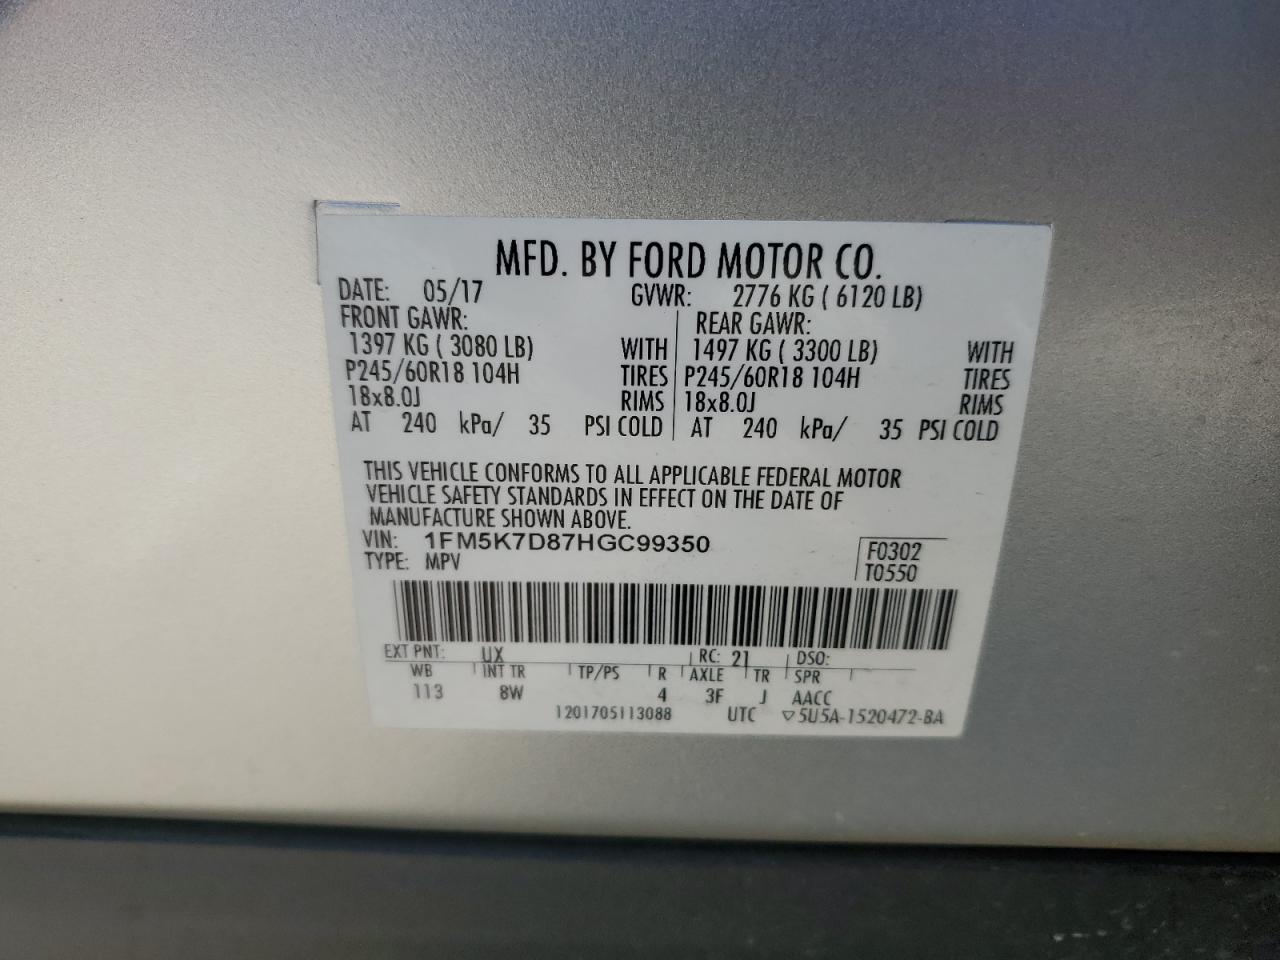 MFD. BY FORD MOTOR CO.
DATE: 05/17 GVWR: 2776 KG ( 6120 LB)
FRONT GAWR: REAR GAWR:
1397 KG ( 3080 LB) WITH 1497 KG ( 3300 LB) WITH
P245/60R18 104H TIRES P245/60R18 104H TIRES
18x8.0J RIMS 18x8.0J RIMS
AT 240 kPa/ 35 PSI COLD AT 240 kPa/ 35 PSI COLD
THIS VEHICLE CONFORMS TO ALL APPLICABLE FEDERAL MOTOR
VEHICLE SAFETY STANDARDS IN EFFECT ON THE DATE OF
MANUFACTURE SHOWN ABOVE.
VIN: 1FM5K7D87HGC99350 F0302
TYPE: MPV T0550
EXT PNT: UX RC: 21 DSO:
WB INT TR TP/PS R AXLE TR SPR
113 8W 4 3F J AACC
1201705113088 UTC ▽5U5A-1520472-BA